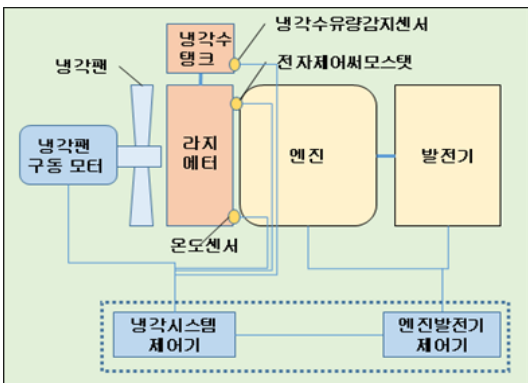 냉각수유량감지센서
냉각수
탱크
전자제어써모스탯
냉각팬
냉각팬
구동 모터
라지
에터
엔진
발전기
온도센서
냉각시스템
제어기
엔진발전기
제어기